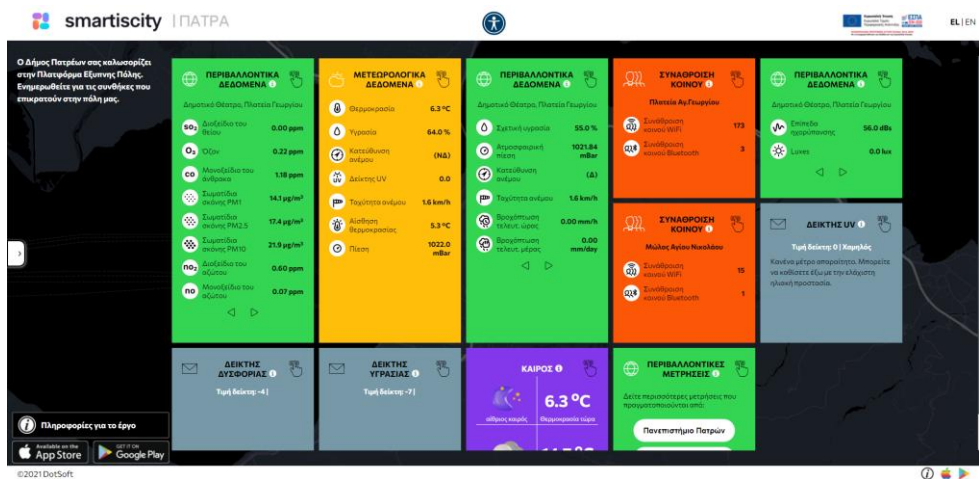 smartiscity | ΠΑΤΡΑ
EL | EN
Ο Δήμος Πατρέων σας καλωσορίζει
στην Πλατφόρμα Έξυπνης Πόλης.
Ενημερωθείτε για τις συνθήκες που
επικρατούν στην πόλη μας.
ΠΕΡΙΒΑΛΛΟΝΤΙΚΑ
ΔΕΔΟΜΕΝΑ
Δημοτικό Θέατρο, Πλατεία Γεωργίου
SO₂ Διοξείδιο του
θείου 0.00 ppm
O₃ Όζον 0.22 ppm
CO Μονοξείδιο του
άνθρακα 1.18 ppm
Σωματίδια
σκόνης PM1 14.1 μg/m³
Σωματίδια
σκόνης PM2.5 17.4 μg/m³
Σωματίδια
σκόνης PM10 21.9 μg/m³
NO₂ Διοξείδιο του
αζώτου 0.60 ppm
NO Μονοξείδιο του
αζώτου 0.07 ppm
ΜΕΤΕΩΡΟΛΟΓΙΚΑ
ΔΕΔΟΜΕΝΑ
Θερμοκρασία 6.3 °C
Υγρασία 64.0 %
Κατεύθυνση
ανέμου (ΝΔ)
UV Δείκτης UV 0.0
Ταχύτητα ανέμου 1.6 km/h
Αίσθηση
θερμοκρασίας 5.3 °C
Πίεση 1022.0
mBar
ΠΕΡΙΒΑΛΛΟΝΤΙΚΑ
ΔΕΔΟΜΕΝΑ
Δημοτικό Θέατρο, Πλατεία Γεωργίου
Σχετική υγρασία 55.0 %
Ατμοσφαιρική
πίεση 1021.84
mBar
Κατεύθυνση
ανέμου (Δ)
Ταχύτητα ανέμου 1.6 km/h
Βροχόπτωση
τελευτ. ώρας 0.00 mm/h
Βροχόπτωση
τελευτ. μέρας 0.00
mm/day
ΣΥΝΑΘΡΟΙΣΗ
ΚΟΙΝΟΥ
Πλατεία Αγ.Γεωργίου
Συνάθροιση
κοινού WiFi 173
Συνάθροιση
κοινού Bluetooth 3
ΠΕΡΙΒΑΛΛΟΝΤΙΚΑ
ΔΕΔΟΜΕΝΑ
Δημοτικό Θέατρο, Πλατεία Γεωργίου
Επίπεδα
ηχορύπανσης 56.0 dBs
Luxes 0.0 lux
ΣΥΝΑΘΡΟΙΣΗ
ΚΟΙΝΟΥ
Μώλος Αγίου Νικολάου
Συνάθροιση
κοινού WiFi 15
Συνάθροιση
κοινού Bluetooth 1
ΔΕΙΚΤΗΣ UV
Τιμή δείκτη: 0 | Χαμηλός
Κανένα μέτρο απαραίτητο. Μπορείτε
να καθίσετε έξω με την ελάχιστη
ηλιακή προστασία.
ΔΕΙΚΤΗΣ
ΔΥΣΦΟΡΙΑΣ
Τιμή δείκτη: -4 |
ΔΕΙΚΤΗΣ
ΥΓΡΑΣΙΑΣ
Τιμή δείκτη: -7 |
ΚΑΙΡΟΣ
6.3 °C
αίθριος καιρός Θερμοκρασία τώρα
ΠΕΡΙΒΑΛΛΟΝΤΙΚΕΣ
ΜΕΤΡΗΣΕΙΣ
Δείτε περισσότερες μετρήσεις που
πραγματοποιούνται από:
Πανεπιστήμιο Πατρών
Πληροφορίες για το έργο
Available on the
App Store
GET IT ON
Google Play
©2021 DotSoft